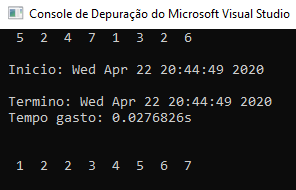 Console de Depuração do Microsoft Visual Studio
5 2 4 7 1 3 2 6
Inicio: Wed Apr 22 20:44:49 2020
Termino: Wed Apr 22 20:44:49 2020
Tempo gasto: 0.0276826s
1 2 2 3 4 5 6 7